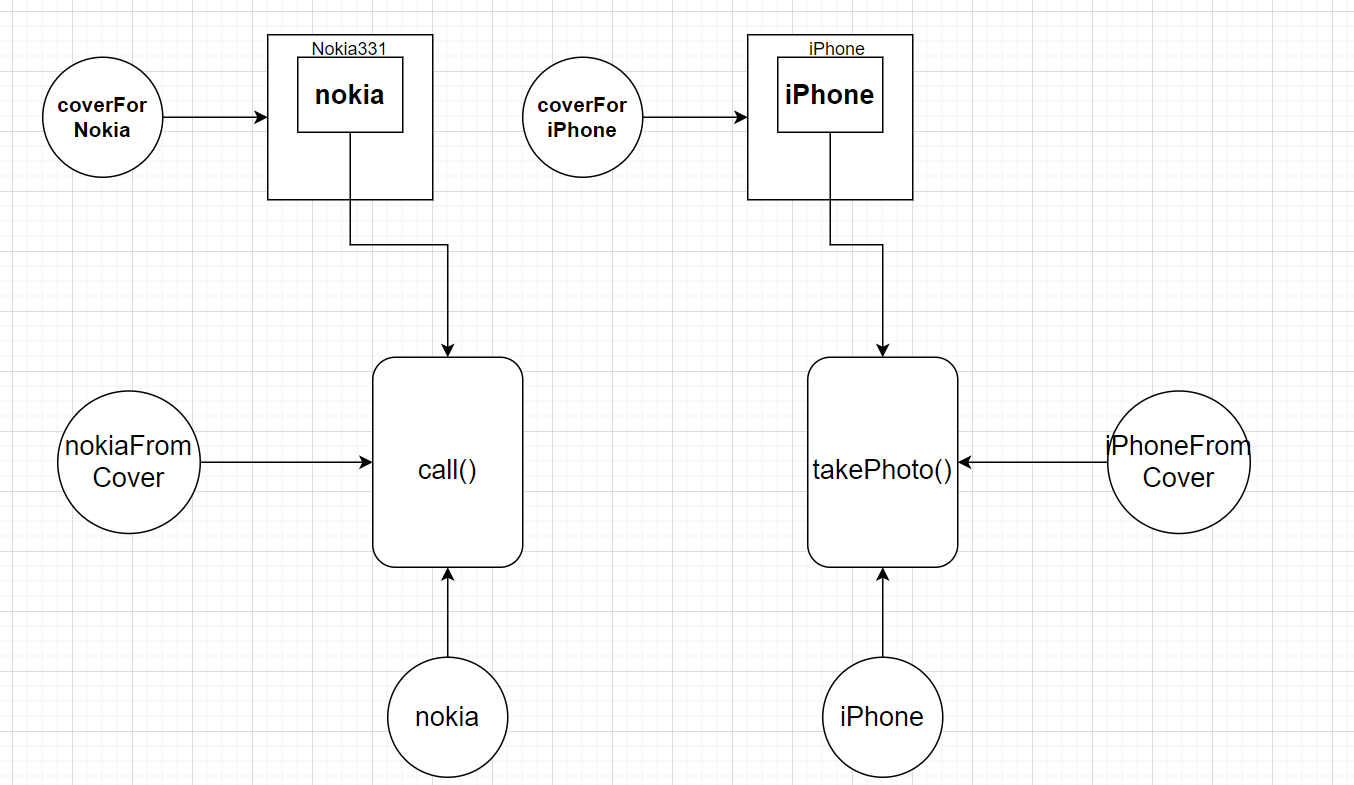 Nokia331
iPhone
coverFor
Nokia
nokia
coverFor
iPhone
iPhone
nokiaFrom
Cover
call()
takePhoto()
iPhoneFrom
Cover
nokia
iPhone